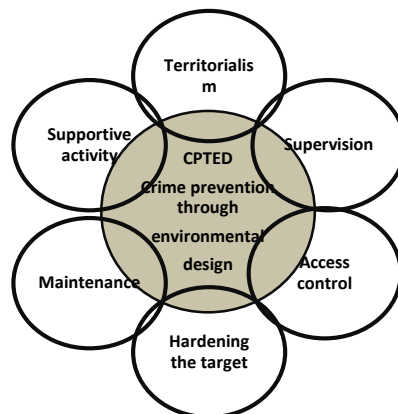 Territorialis
m
Supportive
activity
Supervision
CPTED
Crime prevention
through
environmental
design
Maintenance
Access
control
Hardening
the target